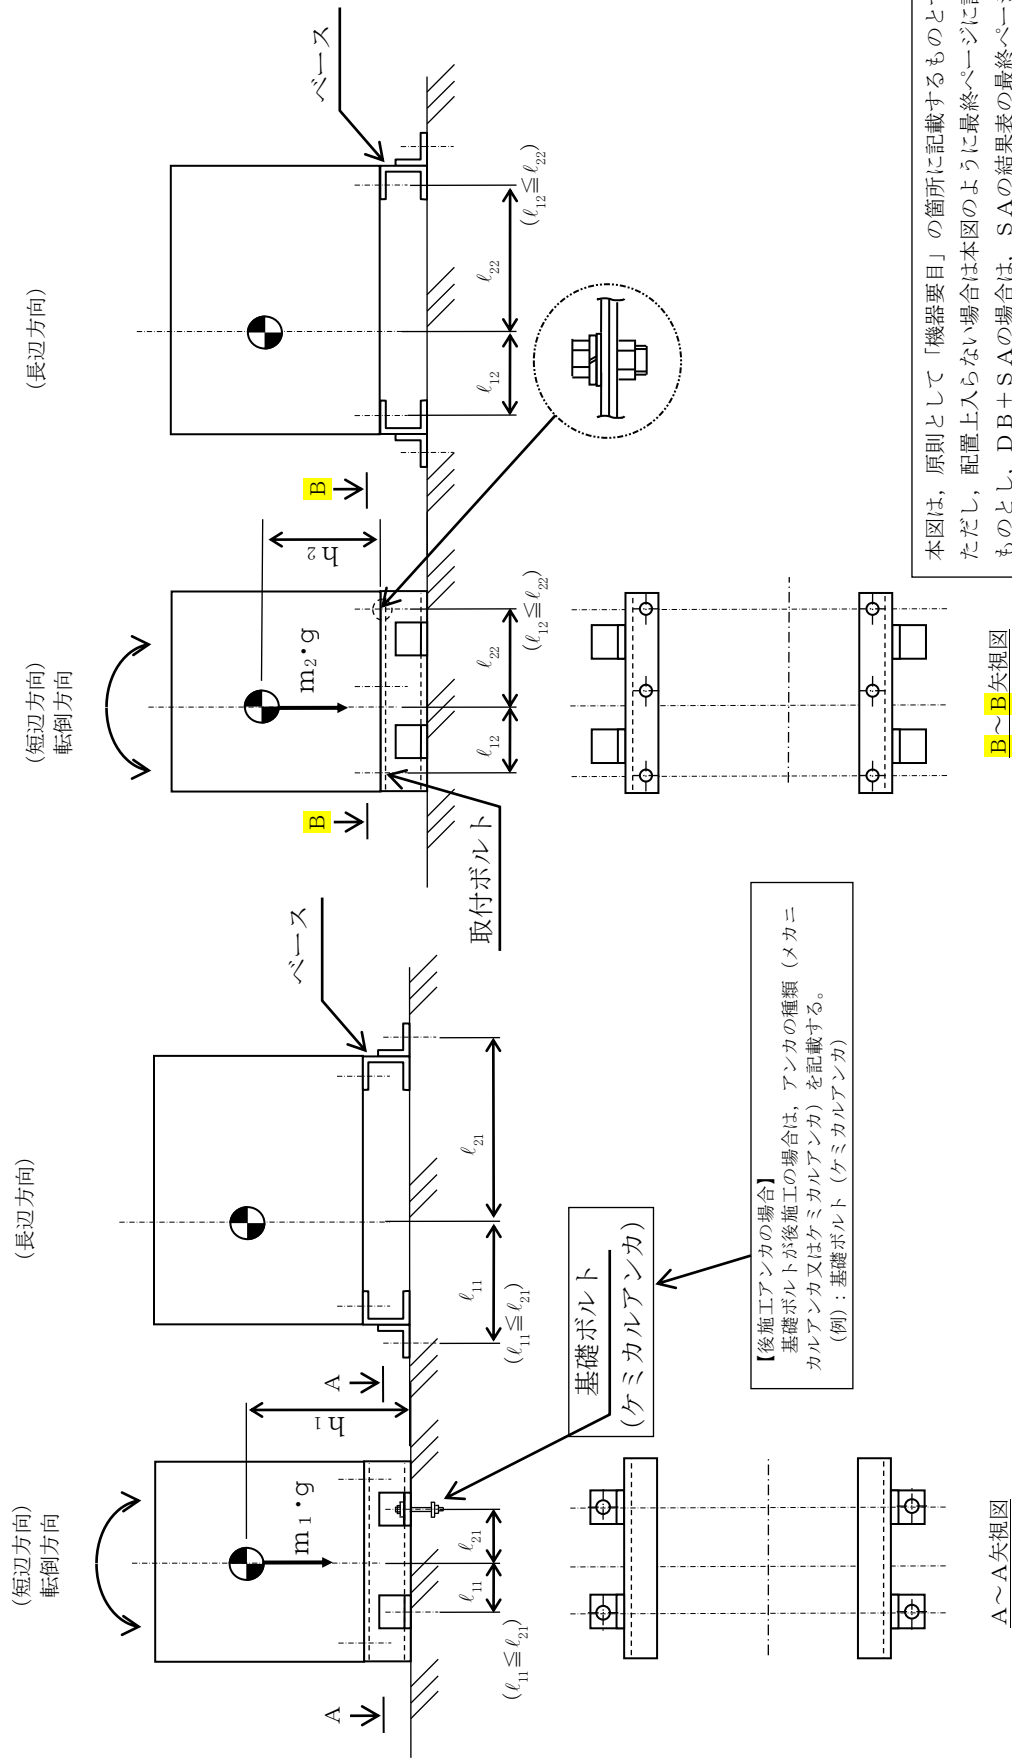 (短辺方向)
転倒方向
(長辺方向)
m₁・g
h₁
A
A
ℓ₁₁
ℓ₂₁
(ℓ₁₁≦ℓ₂₁)
ℓ₁₁
ℓ₂₁
(ℓ₁₁≦ℓ₂₁)
ベース
基礎ボルト
(ケミカルアンカ)
【後施工アンカの場合】
基礎ボルトが後施工の場合は，アンカの種類（メカニ
カルアンカ又はケミカルアンカ）を記載する。
(例)：基礎ボルト（ケミカルアンカ）
A～A矢視図
(短辺方向)
転倒方向
(長辺方向)
m₂・g
h₂
B
B
ℓ₁₂
ℓ₂₂
(ℓ₁₂≦ℓ₂₂)
ℓ₁₂
ℓ₂₂
(ℓ₁₂≦ℓ₂₂)
取付ボルト
ベース
B～B矢視図
本図は，原則として「機器要目」の箇所に記載するものと
ただし，配置上入らない場合は本図のように最終ページに
ものとし，DB＋SAの場合は，SAの結果表の最終ペー